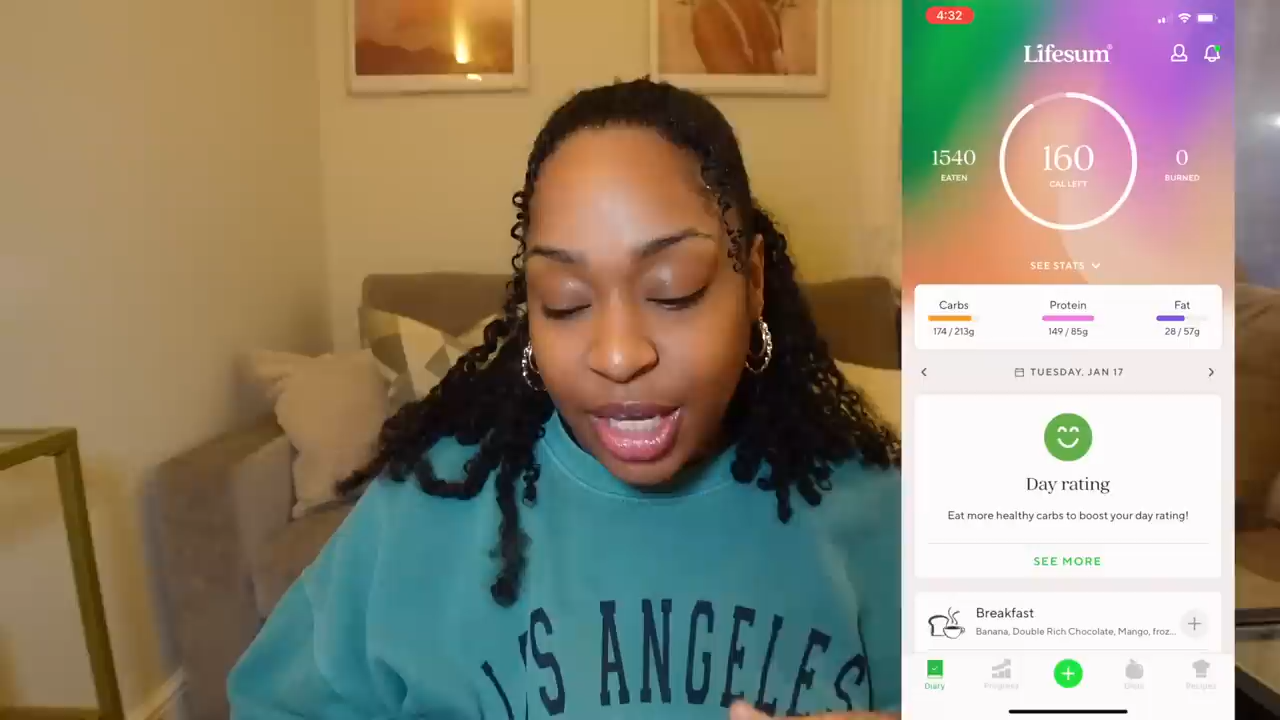 4:32
Lifesum®
1540
EATEN
160
CAL LEFT
0
BURNED
SEE STATS
Carbs
Protein
Fat
174 / 213g
149 / 85g
28 / 57g
TUESDAY, JAN 17
Day rating
Eat more healthy carbs to boost your day rating!
SEE MORE
Breakfast
Banana, Double Rich Chocolate, Mango, froz...
Diary
Progress
Recipes
ANGELES